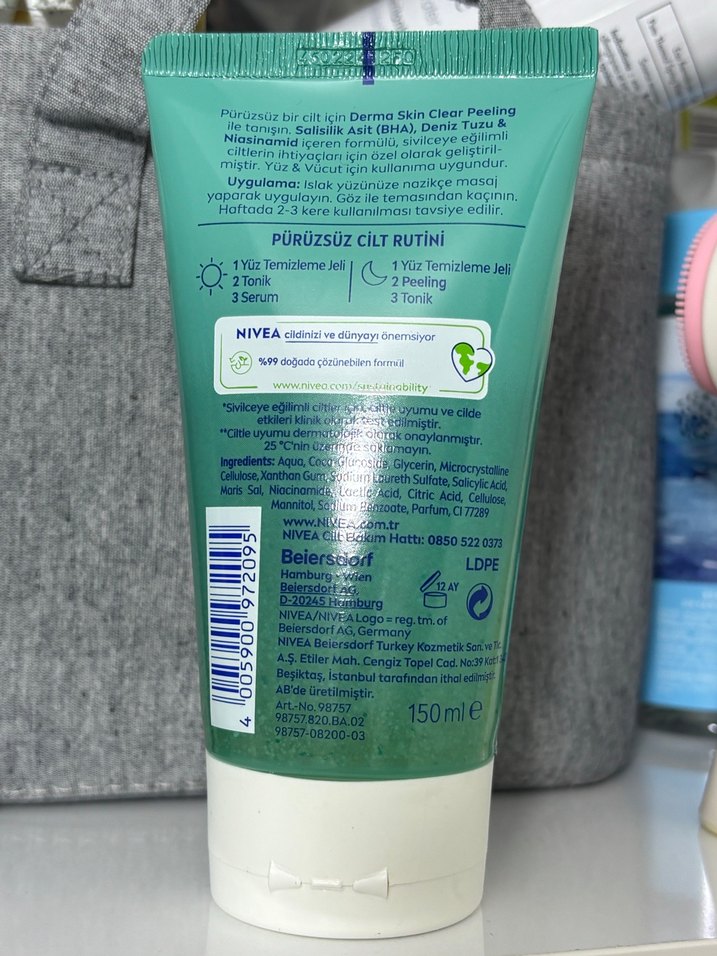 Pürüzsüz bir cilt için Derma Skin Clear Peeling
ile tanışın. Salisilik Asit (BHA), Deniz Tuzu &
Niasinamid içeren formülü, sivilceye eğilimli
ciltlerin ihtiyaçları için özel olarak geliştiril-
miştir. Yüz & Vücut için kullanıma uygundur.
Uygulama: Islak yüzünüze nazikçe masaj
yaparak uygulayın. Göz ile temasından kaçının.
Haftada 2-3 kere kullanılması tavsiye edilir.
PÜRÜZSÜZ CİLT RUTİNİ
1 Yüz Temizleme Jeli
2 Tonik
3 Serum
1 Yüz Temizleme Jeli
2 Peeling
3 Tonik
NIVEA cildinizi ve dünyayı önemsiyor
%99 doğada çözünebilen formül
www.nivea.com/sustainability
*Sivilceye eğilimli ciltler için, ciltle uyumu ve cilde
etkileri klinik olarak test edilmiştir.
**Ciltle uyumu dermatolojik olarak onaylanmıştır.
25 °C'nin üzerinde saklamayın.
Ingredients: Aqua, Coco-Glucoside, Glycerin, Microcrystalline
Cellulose, Xanthan Gum, Sodium Laureth Sulfate, Salicylic Acid,
Maris Sal, Niacinamide, Lactic Acid, Citric Acid, Cellulose,
Mannitol, Sodium Benzoate, Parfum, CI 77289
www.NIVEA.com.tr
NIVEA Cilt Bakım Hattı: 0850 522 0373
Beiersdorf
Hamburg • Wien
Beiersdorf AG,
D-20245 Hamburg
LDPE
12 AY
NIVEA/NIVEA Logo = reg. tm. of
Beiersdorf AG, Germany
NIVEA Beiersdorf Turkey Kozmetik San. ve Tic.
A.Ş. Etiler Mah. Cengiz Topel Cad. No:39 Kat:1
Beşiktaş, İstanbul tarafından ithal edilmiştir.
AB'de üretilmiştir.
Art.-No. 98757
98757.820.BA.02
98757-08200-03
150 ml e
4 005900 972095